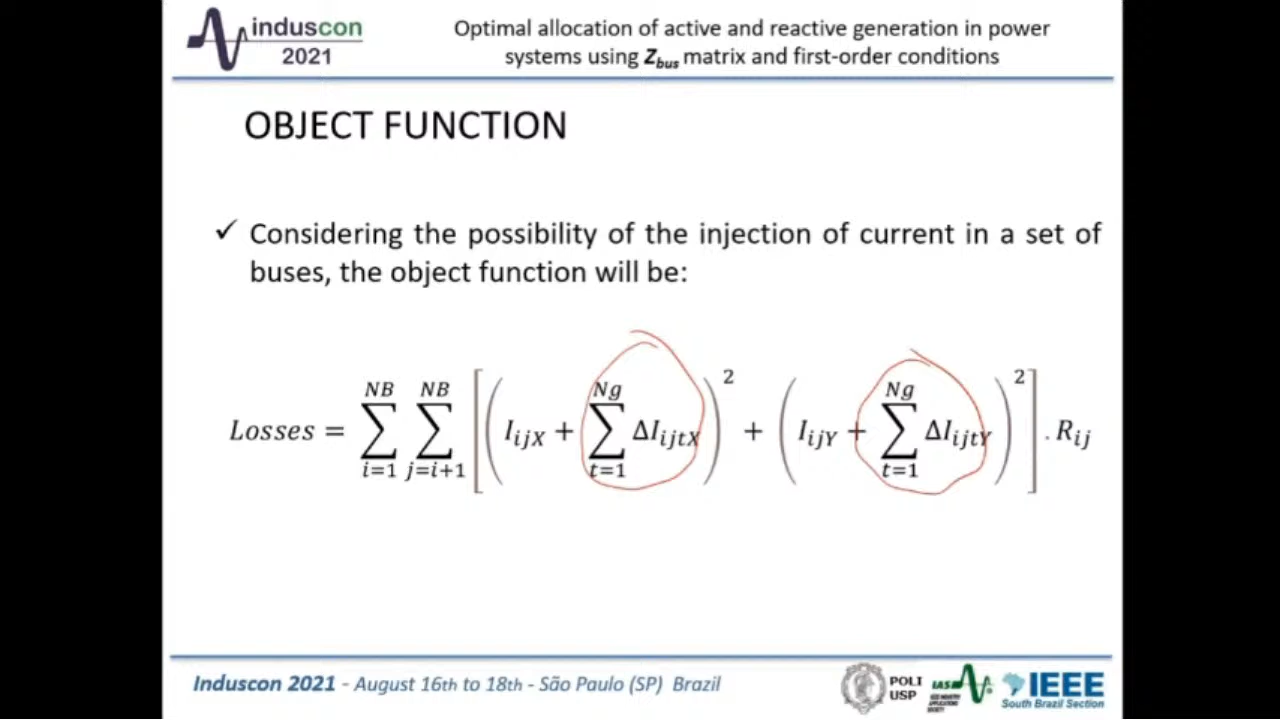 induscon
2021
Optimal allocation of active and reactive generation in power
systems using Zbus matrix and first-order conditions
OBJECT FUNCTION
✓ Considering the possibility of the injection of current in a set of
buses, the object function will be:
Losses = ∑_{i=1}^{NB} ∑_{j=i+1}^{NB} [(I_{ijX} + ∑_{t=1}^{Ng} ΔI_{ijtX})^2 + (I_{ijY} + ∑_{t=1}^{Ng} ΔI_{ijtY})^2] . R_{ij}
Induscon 2021 - August 16th to 18th - São Paulo (SP) Brazil
POLI
USP
IAS
IEEE
South Brazil Section